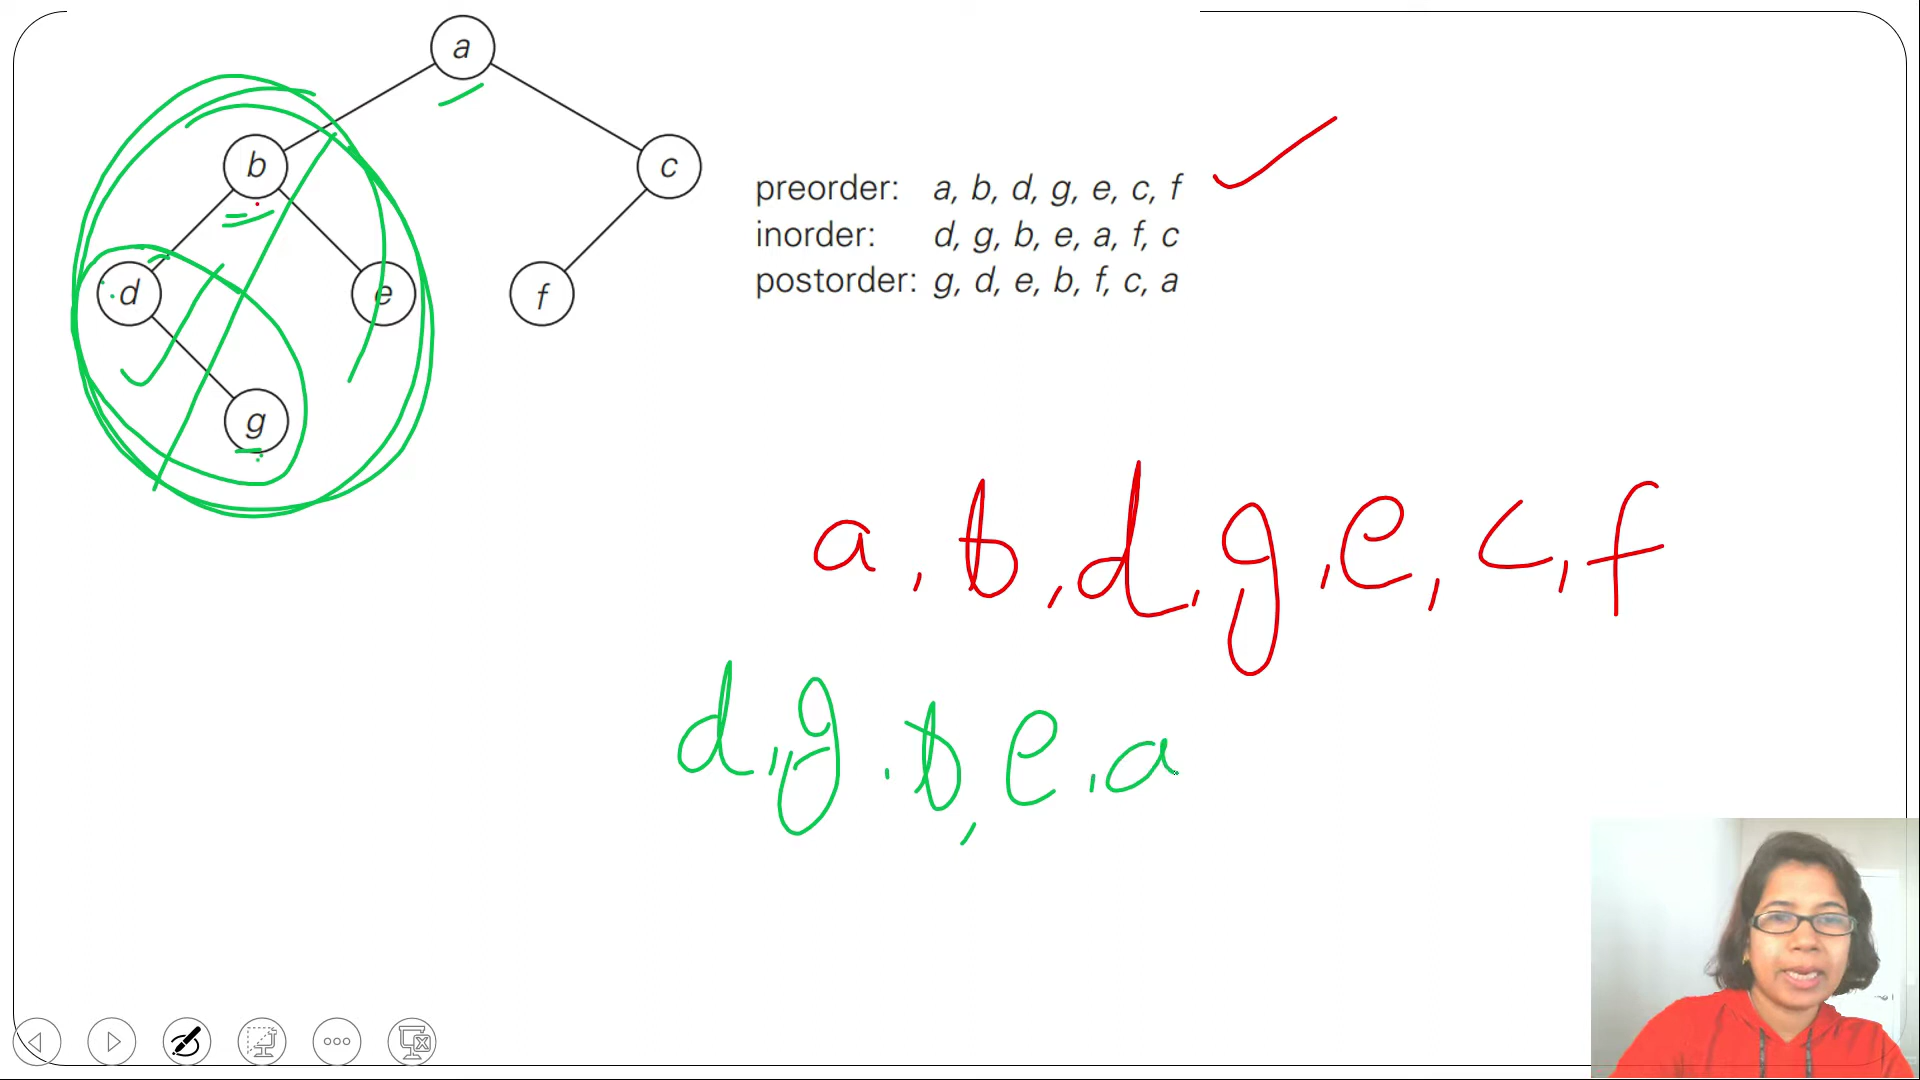 a
b
c
d
e
f
g
preorder: a, b, d, g, e, c, f
inorder: d, g, b, e, a, f, c
postorder: g, d, e, b, f, c, a
a, b, d, g, e, c, f
d, g, b, e, a